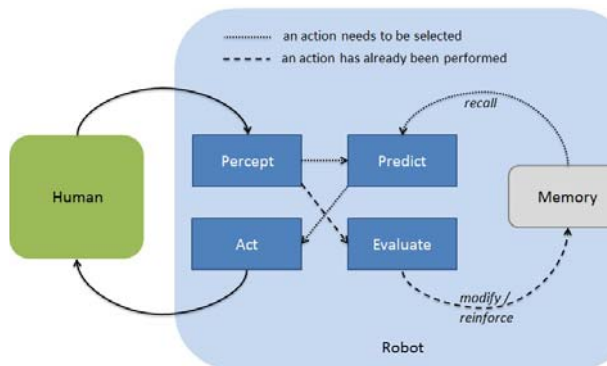 an action needs to be selected
an action has already been performed
recall
Human
Percept
Predict
Memory
Act
Evaluate
modify /
reinforce
Robot